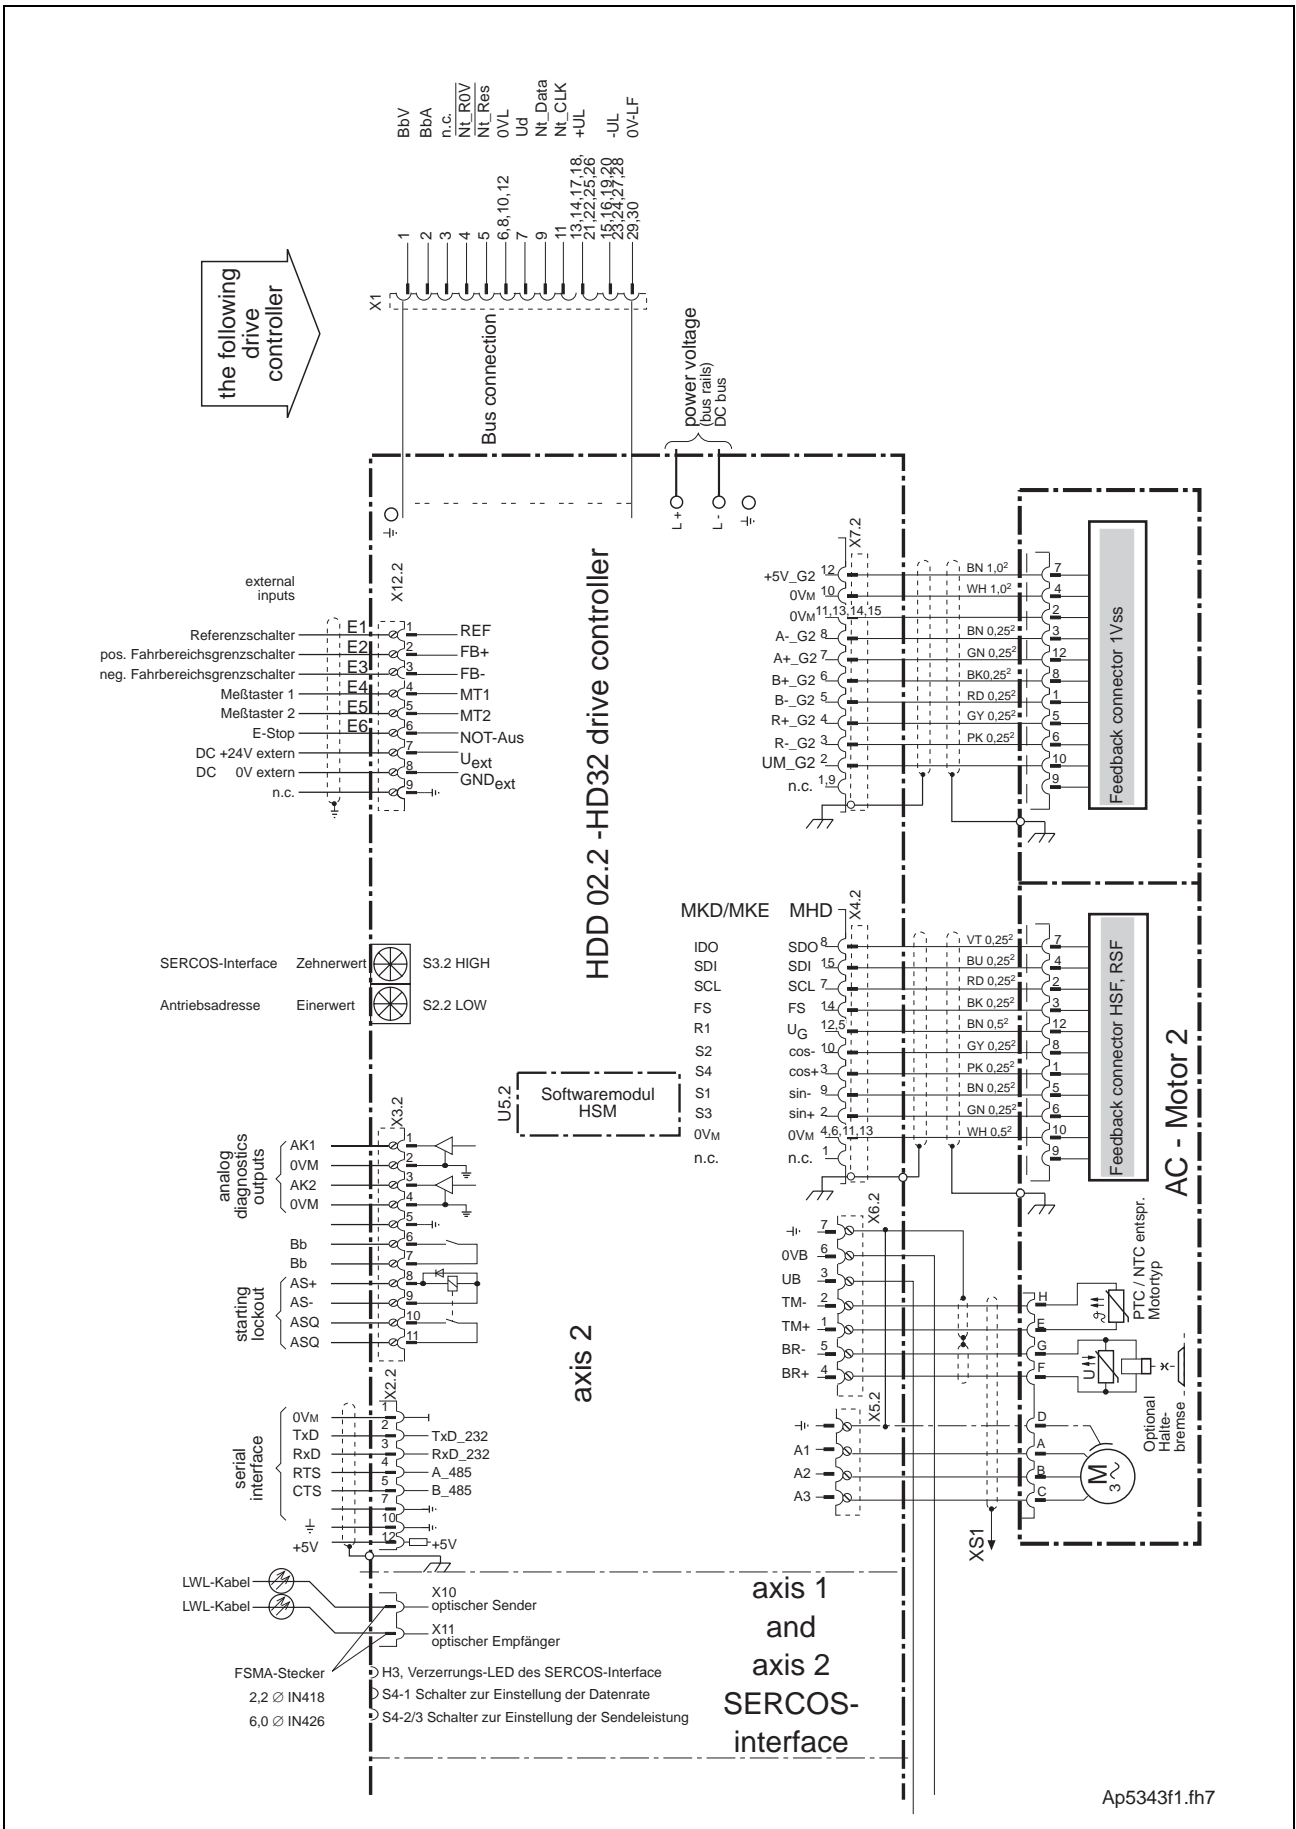 the following
drive
controller
BbV
BbA
n.c.
Nt_R0V
Nt_Res
0VL
Ud
Nt_Data
Nt_CLK
+UL
-UL
0V-LF
1
2
3
4
5
6,8,10,12
7
9
11
13,14,17,18,
21,22,25,26
15,16,19,20
23,24,27,28
29,30
X1
Bus connection
power voltage
(bus rails)
DC bus
L +
L -
HDD 02.2 -HD32 drive controller
external
inputs
X12.2
Referenzschalter E1 1 REF
pos. Fahrbereichsgrenzschalter E2 2 FB+
neg. Fahrbereichsgrenzschalter E3 3 FB-
Meßtaster 1 E4 4 MT1
Meßtaster 2 E5 5 MT2
E-Stop E6 6 NOT-Aus
DC +24V extern 7 Uext
DC 0V extern 8 GNDext
n.c. 9
SERCOS-Interface Zehnerwert S3.2 HIGH
Antriebsadresse Einerwert S2.2 LOW
U5.2
Softwaremodul
HSM
analog
diagnostics
outputs
X3.2
AK1 1
0VM 2
AK2 3
0VM 4
5
Bb 6
Bb 7
starting
lockout
AS+ 8
AS- 9
ASQ 10
ASQ 11
axis 2
serial
interface
X2.2
0VM 1
TxD 2 TxD_232
RxD 3 RxD_232
RTS 4 A_485
CTS 5 B_485
7
10
+5V 12 +5V
LWL-Kabel
LWL-Kabel
X10
optischer Sender
X11
optischer Empfänger
FSMA-Stecker
2,2 ∅ IN418
6,0 ∅ IN426
H3, Verzerrungs-LED des SERCOS-Interface
S4-1 Schalter zur Einstellung der Datenrate
S4-2/3 Schalter zur Einstellung der Sendeleistung
axis 1
and
axis 2
SERCOS-
interface
X7.2
+5V_G2 12 BN 1,0² 7
0VM 10 WH 1,0² 4
0VM 11,13,14,15 2
A-_G2 8 BN 0,25² 3
A+_G2 7 GN 0,25² 12
B+_G2 6 BK0,25² 8
B-_G2 5 RD 0,25² 1
R+_G2 4 GY 0,25² 5
R-_G2 3 PK 0,25² 6
UM_G2 2 10
n.c. 1,9 9
Feedback connector 1Vss
MKD/MKE MHD X4.2
IDO SDO 8 VT 0,25² 7
SDI SDI 15 BU 0,25² 4
SCL SCL 7 RD 0,25² 2
FS FS 14 BK 0,25² 3
R1 UG 12,5 BN 0,5² 12
S2 cos- 10 GY 0,25² 8
S4 cos+ 3 PK 0,25² 1
S1 sin- 9 BN 0,25² 5
S3 sin+ 2 GN 0,25² 6
0VM 0VM 4,6,11,13 WH 0,5² 10
n.c. n.c. 1 9
Feedback connector HSF, RSF
AC - Motor 2
X6.2
7
0VB 6
UB 3
TM- 2 H
TM+ 1 E
BR- 5 G
BR+ 4 F
ϑ
PTC / NTC entspr.
Motortyp
U
Optional
Halte-
bremse
X5.2
D
A1 A
A2 B
A3 C
M
3 ~
XS1
Ap5343f1.fh7